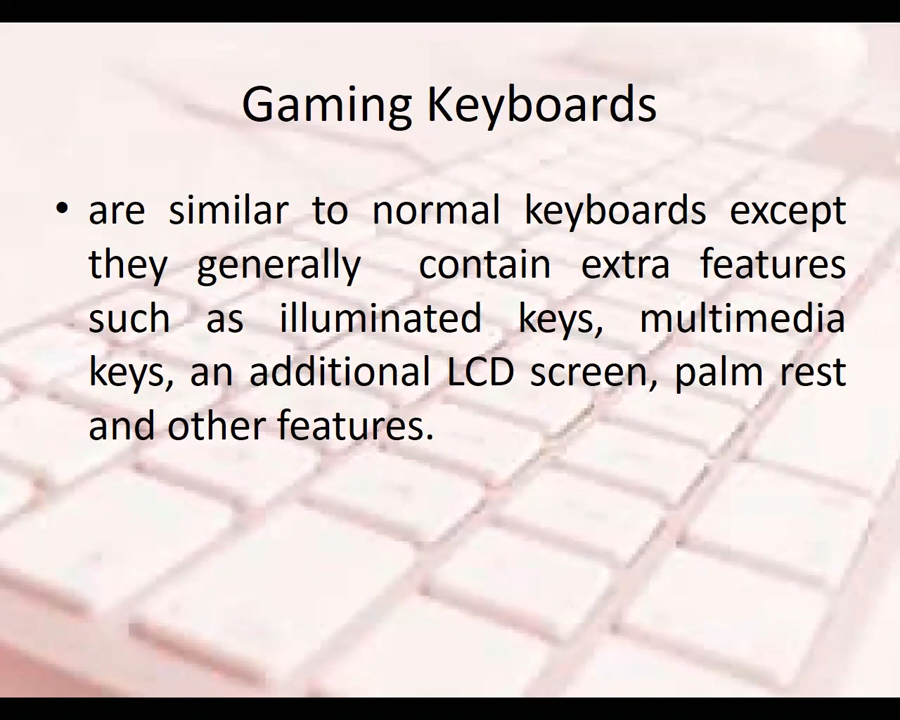 Gaming Keyboards
• are similar to normal keyboards except
they generally contain extra features
such as illuminated keys, multimedia
keys, an additional LCD screen, palm rest
and other features.